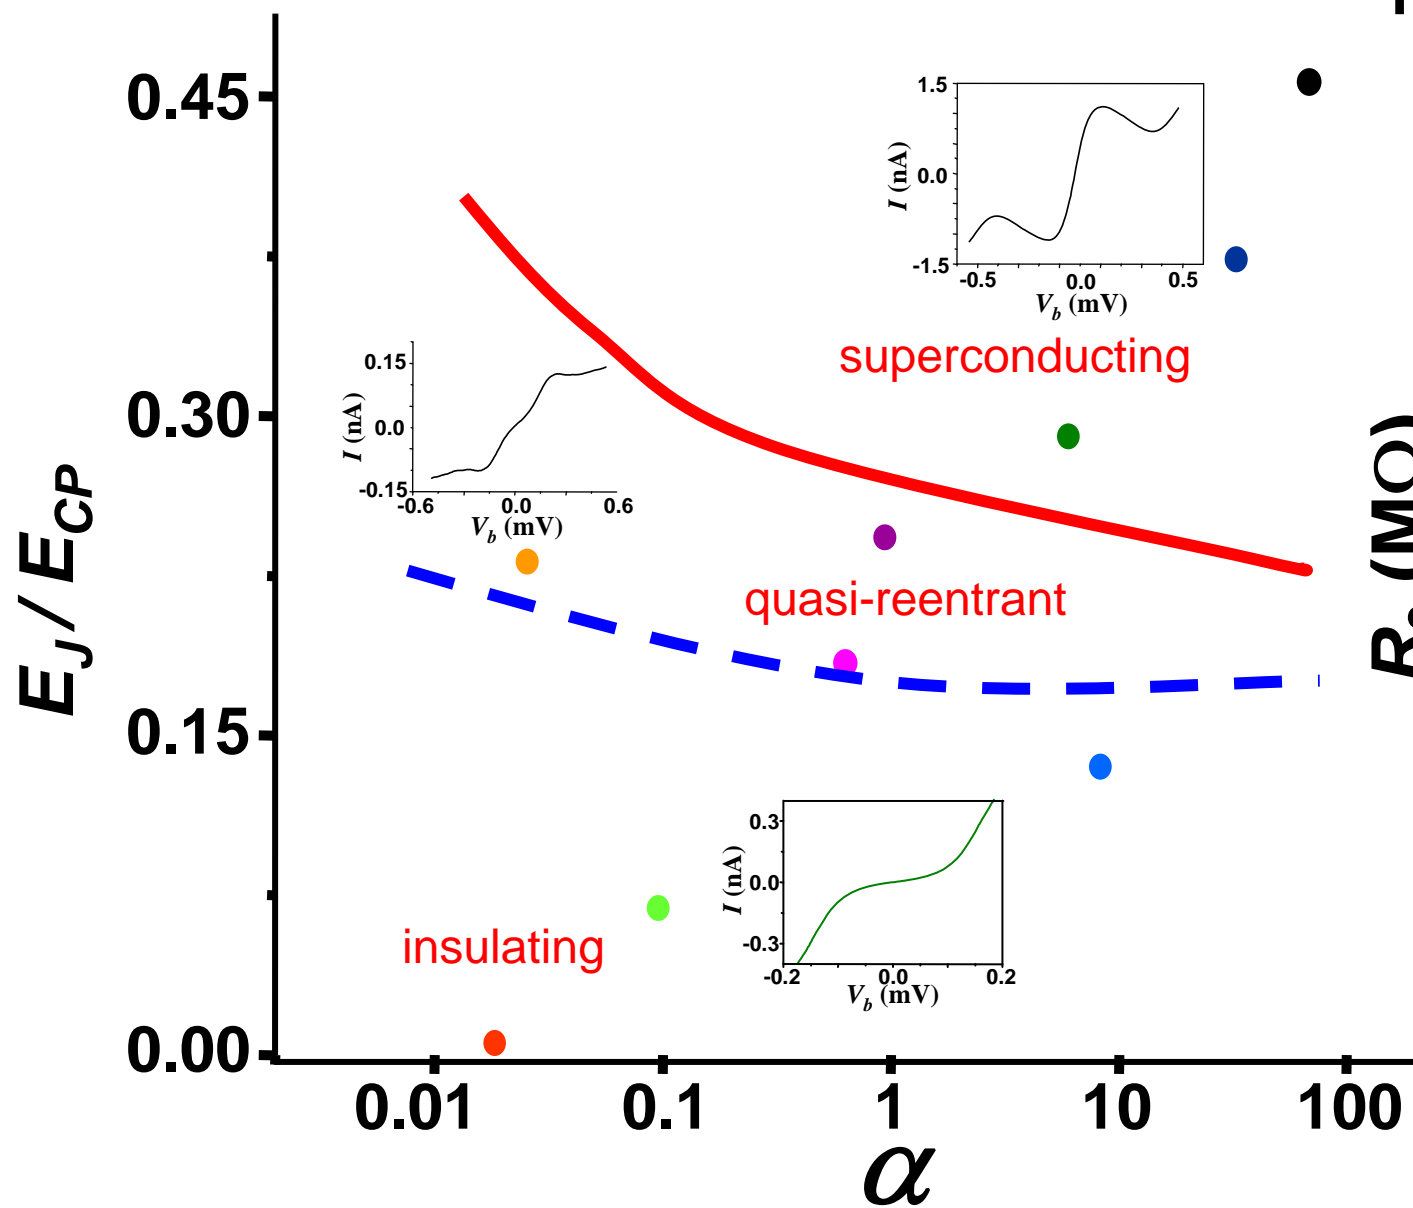 0.45
0.30
0.15
0.00
E_J / E_CP
0.01 0.1 1 10 100
α
superconducting
quasi-reentrant
insulating
1.5
0.0
-1.5
I (nA)
-0.5 0.0 0.5
V_b (mV)
0.15
0.0
-0.15
I (nA)
-0.6 0.0 0.6
V_b (mV)
0.3
0.0
-0.3
I (nA)
-0.2 0.0 0.2
V_b (mV)